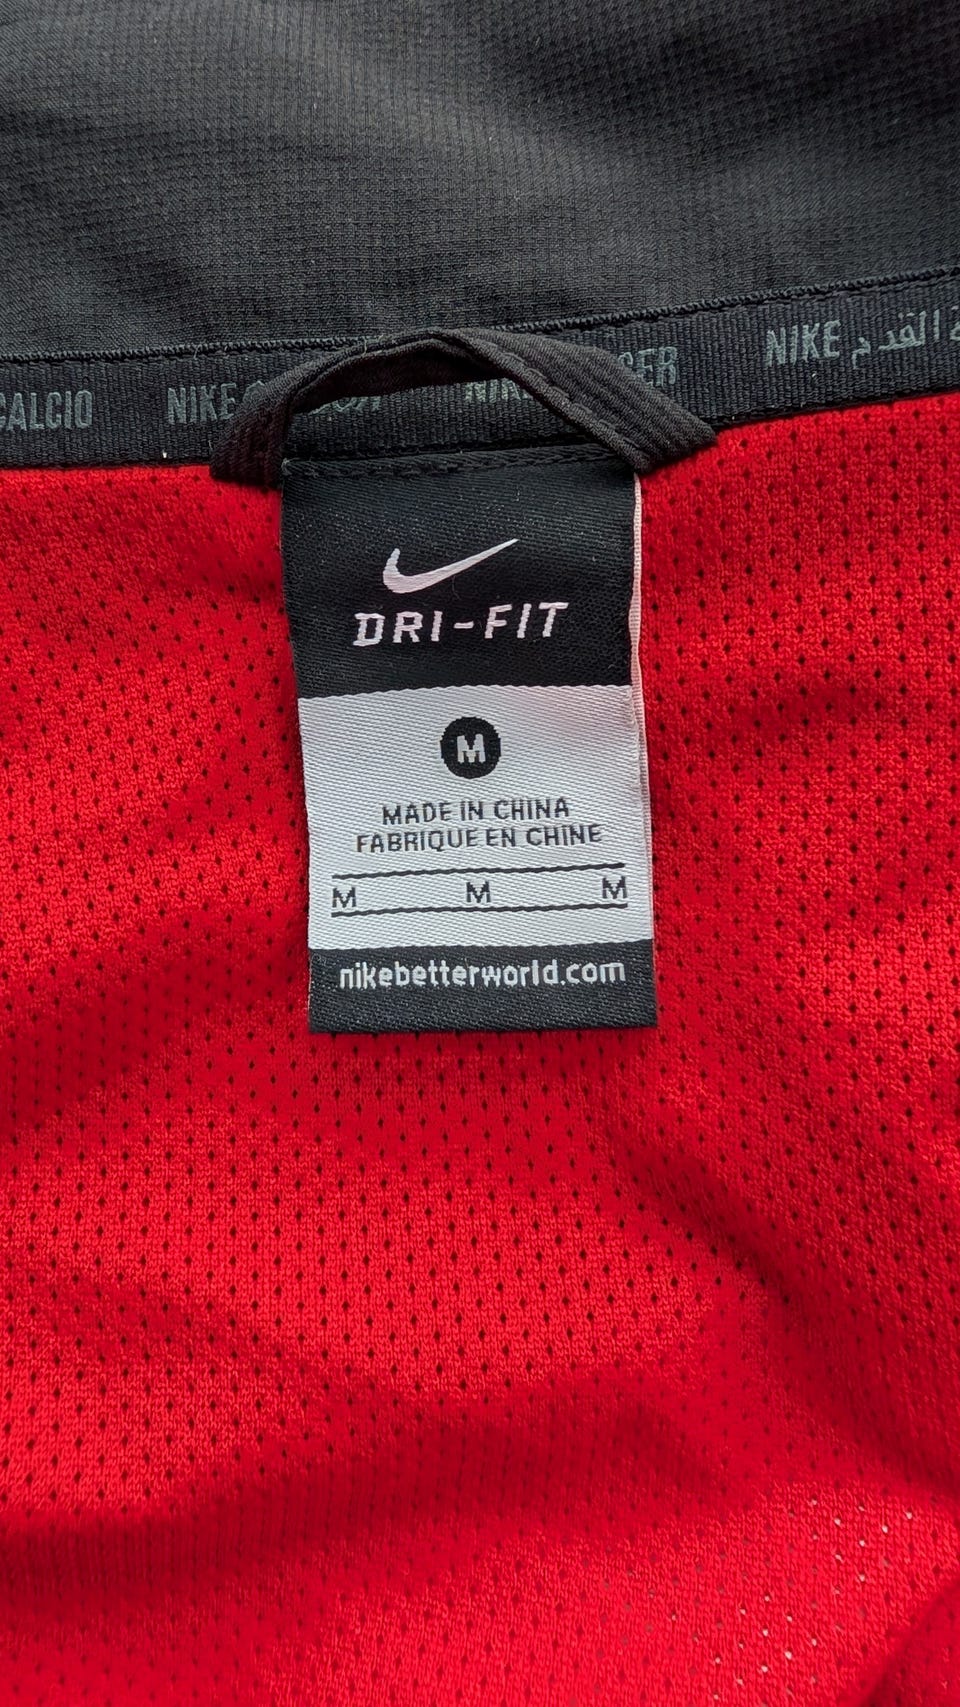 CALCIO NIKE NIKE NIKE القدم
DRI-FIT
M
MADE IN CHINA
FABRIQUE EN CHINE
M M M
nikebetterworld.com